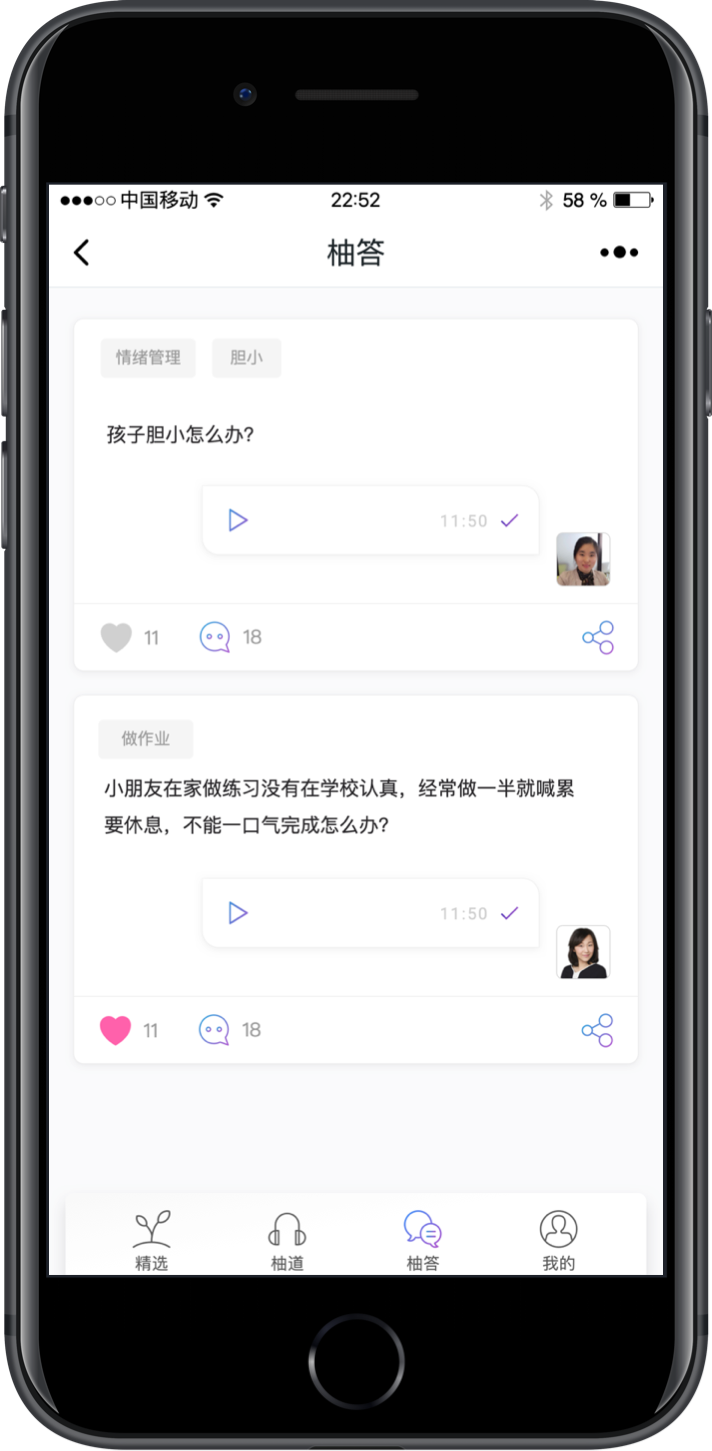 中国移动 22:52 58 %
柚答
情绪管理 胆小
孩子胆小怎么办?
11:50
11 18
做作业
小朋友在家做练习没有在学校认真，经常做一半就喊累
要休息，不能一口气完成怎么办?
11:50
11 18
精选 柚道 柚答 我的